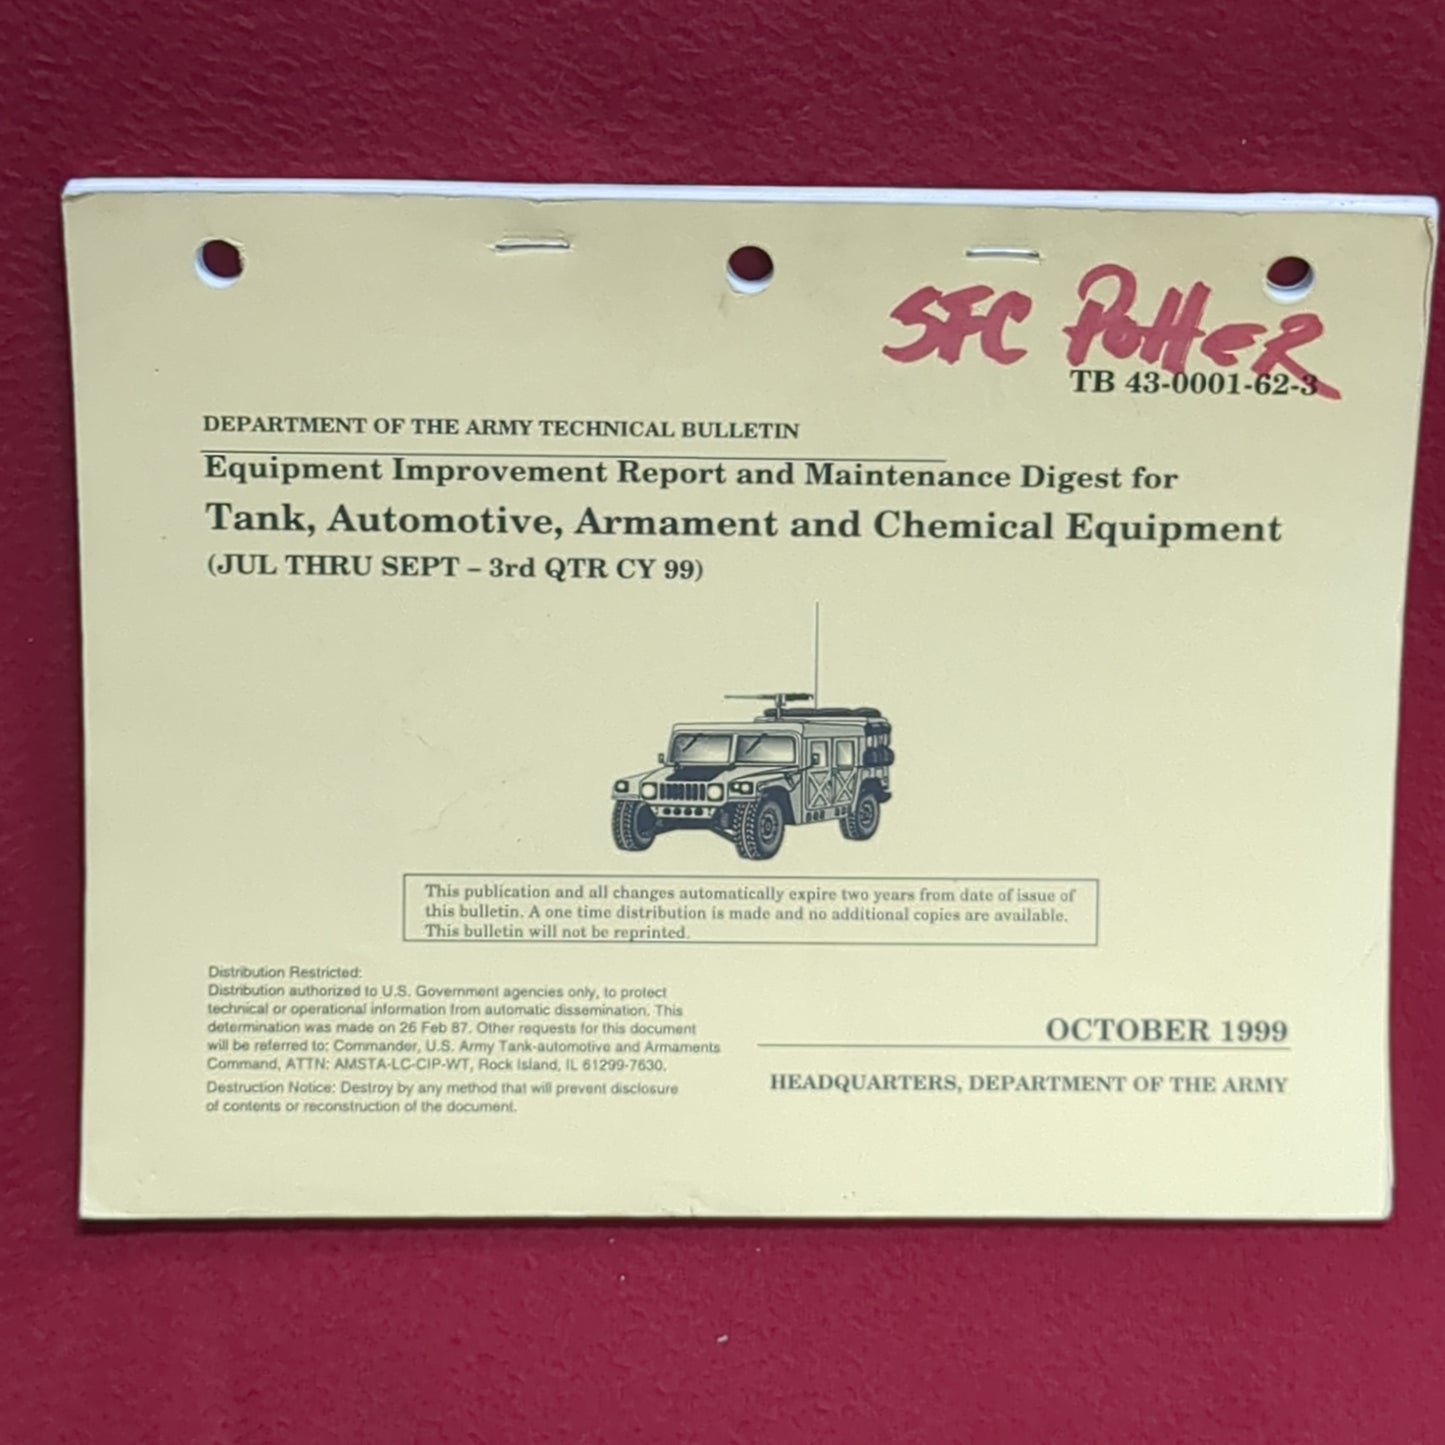 SFC PottER
TB 43-0001-62-3
DEPARTMENT OF THE ARMY TECHNICAL BULLETIN
Equipment Improvement Report and Maintenance Digest for
Tank, Automotive, Armament and Chemical Equipment
(JUL THRU SEPT – 3rd QTR CY 99)
This publication and all changes automatically expire two years from date of issue of
this bulletin. A one time distribution is made and no additional copies are available.
This bulletin will not be reprinted.
Distribution Restricted:
Distribution authorized to U.S. Government agencies only, to protect
technical or operational information from automatic dissemination. This
determination was made on 26 Feb 87. Other requests for this document
will be referred to: Commander, U.S. Army Tank-automotive and Armaments
Command, ATTN: AMSTA-LC-CIP-WT, Rock Island, IL 61299-7630.
Destruction Notice: Destroy by any method that will prevent disclosure
of contents or reconstruction of the document.
OCTOBER 1999
HEADQUARTERS, DEPARTMENT OF THE ARMY